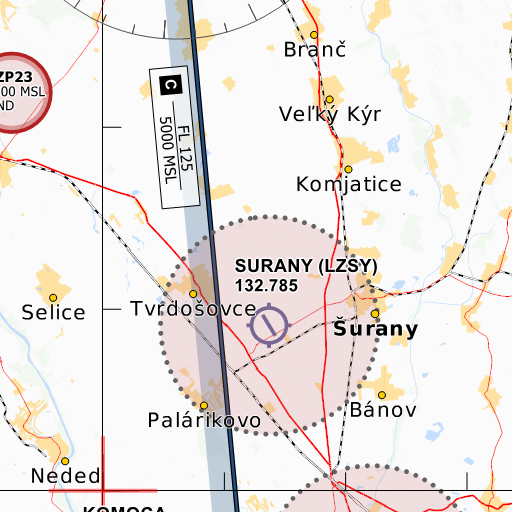 Branč
ZP23
00 MSL
ND
C
FL 125
5000 MSL
Veľký Kýr
Komjatice
SURANY (LZSY)
132.785
Tvrdošovce
Selice
Šurany
Palárikovo
Bánov
Neded
KOMOCA